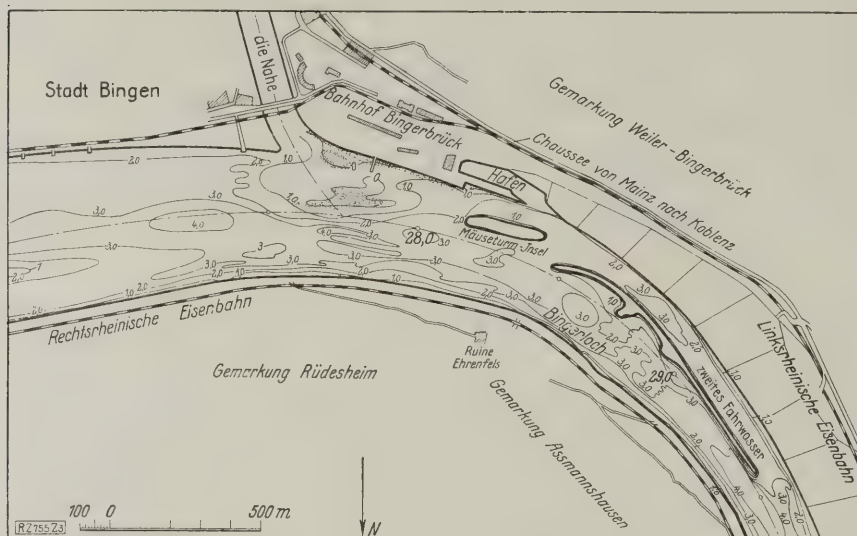 die Nahe
Stadt Bingen
Bahnhof Bingerbrück
Gemarkung Weiler-Bingerbrück
Chaussee von Mainz nach Koblenz
Hafen
Mäuseturm-Insel
28,0
Bingerloch
29,0
zweites Fahrwasser
Linksrheinische Eisenbahn
Rechtsrheinische Eisenbahn
Ruine
Ehrenfels
Gemarkung Rüdesheim
Gemarkung Assmannshausen
100 0 500 m
N
RZ755Z3